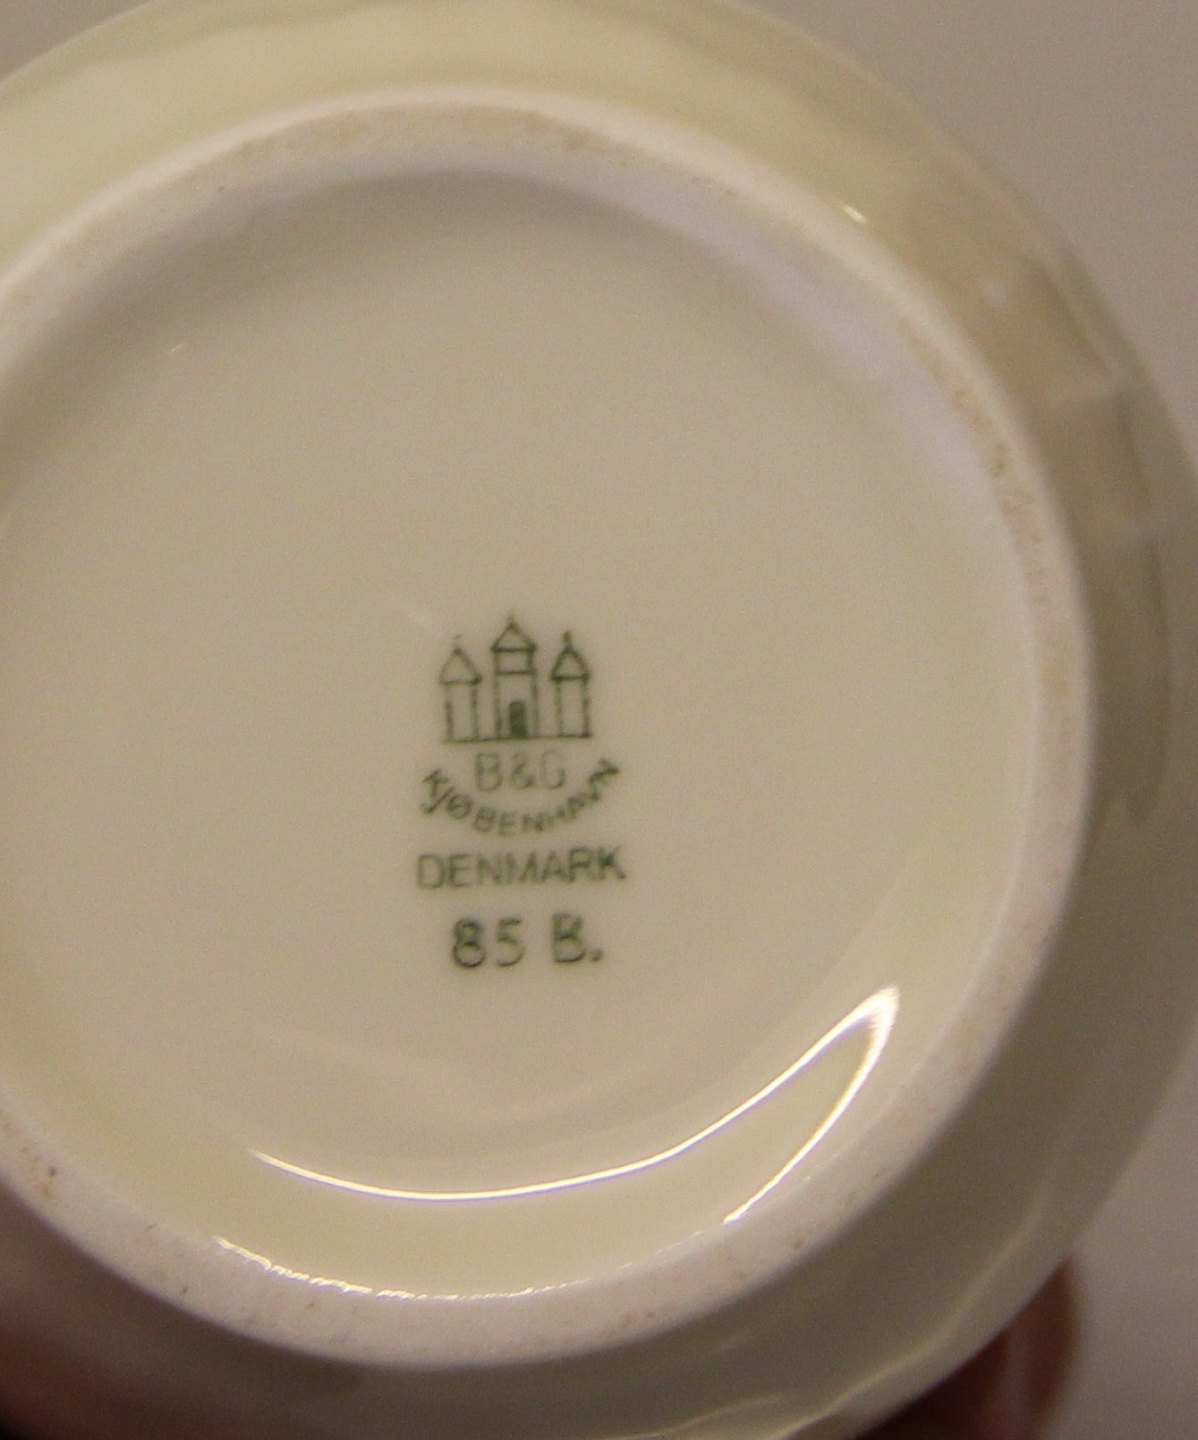 B&G
KJØBENHAVN
DENMARK
85 B.